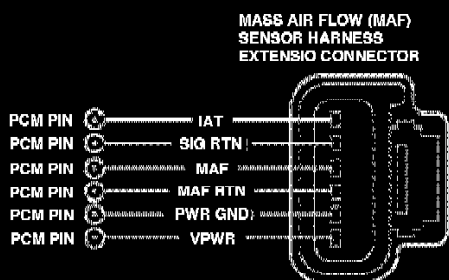 MASS AIR FLOW (MAF)
SENSOR HARNESS
EXTENSIO CONNECTOR
PCM PIN IAT
PCM PIN SIG RTN
PCM PIN MAF
PCM PIN MAF RTN
PCM PIN PWR GND
PCM PIN VPWR